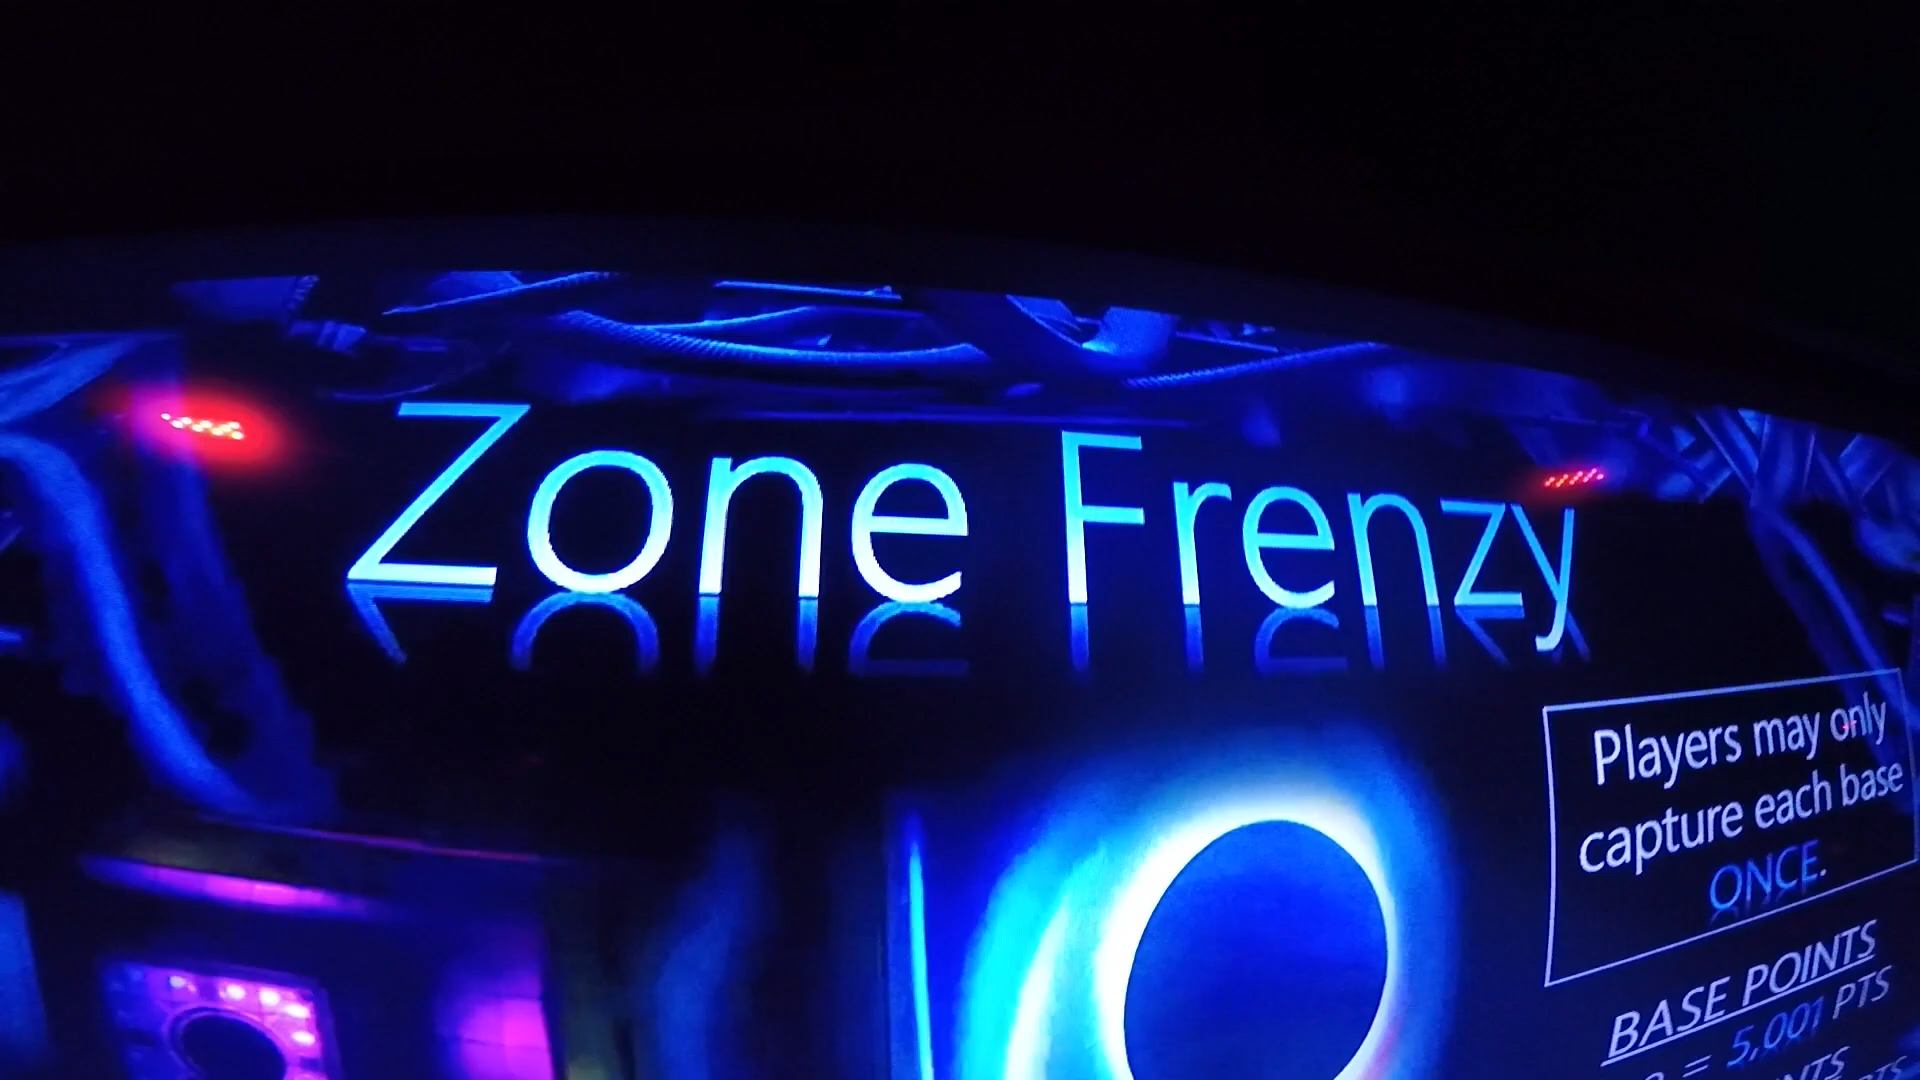 Zone Frenzy
Players may only
capture each base
ONCE.
BASE POINTS
= 5,001 PTS